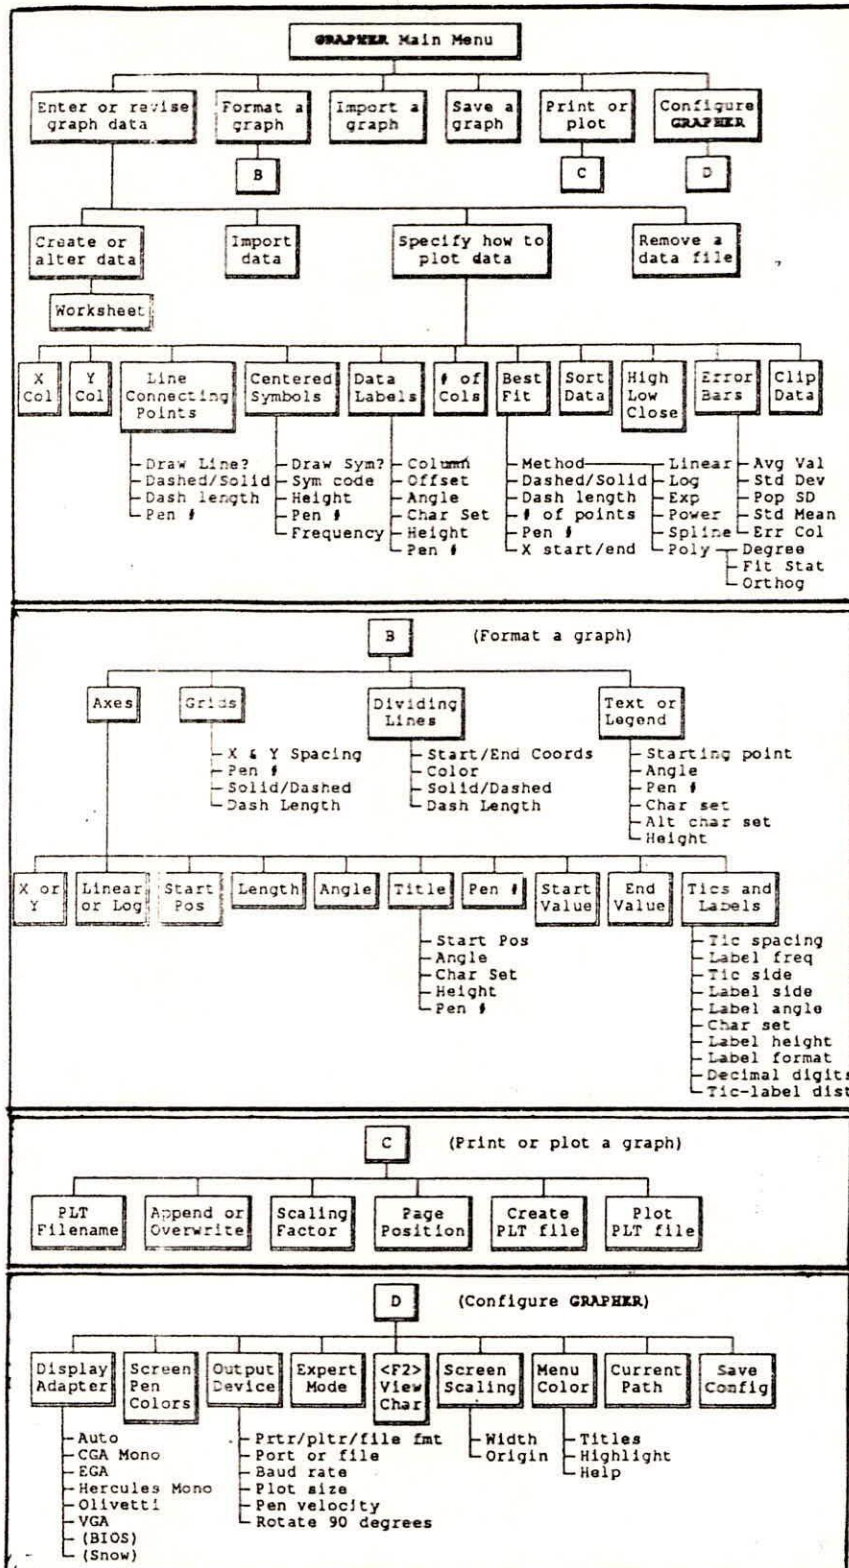 GRAPHER Main Menu
Enter or revise
graph data
Format a
graph
Import a
graph
Save a
graph
Print or
plot
Configure
GRAPHER
B
C
D
Create or
alter data
Import
data
Specify how to
plot data
Remove a
data file
Worksheet
X
Col
Y
Col
Line
Connecting
Points
Centered
Symbols
Data
Labels
# of
Cols
Best
Fit
Sort
Data
High
Low
Close
Error
Bars
Clip
Data
Draw Line?
Dashed/Solid
Dash length
Pen #
Draw Sym?
Sym code
Height
Pen #
Frequency
Column
Offset
Angle
Char Set
Height
Pen #
Method
Dashed/Solid
Dash length
# of points
Pen #
X start/end
Linear
Log
Exp
Power
Spline
Poly
Avg Val
Std Dev
Pop SD
Std Mean
Err Col
Degree
Fit Stat
Orthog
B (Format a graph)
Axes
Grids
Dividing
Lines
Text or
Legend
X & Y Spacing
Pen #
Solid/Dashed
Dash Length
Start/End Coords
Color
Solid/Dashed
Dash Length
Starting point
Angle
Pen #
Char set
Alt char set
Height
X or
Y
Linear
or Log
Start
Pos
Length
Angle
Title
Pen #
Start
Value
End
Value
Tics and
Labels
Start Pos
Angle
Char Set
Height
Pen #
Tic spacing
Label freq
Tic side
Label side
Label angle
Char set
Label height
Label format
Decimal digits
Tic-label dist
C (Print or plot a graph)
PLT
Filename
Append or
Overwrite
Scaling
Factor
Page
Position
Create
PLT file
Plot
PLT file
D (Configure GRAPHER)
Display
Adapter
Screen
Pen
Colors
Output
Device
Expert
Mode
<F2>
View
Char
Screen
Scaling
Menu
Color
Current
Path
Save
Config
Auto
CGA Mono
EGA
Hercules Mono
Olivetti
VGA
(BIOS)
(Snow)
Prtr/pltr/file fmt
Port or file
Baud rate
Plot size
Pen velocity
Rotate 90 degrees
Width
Origin
Titles
Highlight
Help